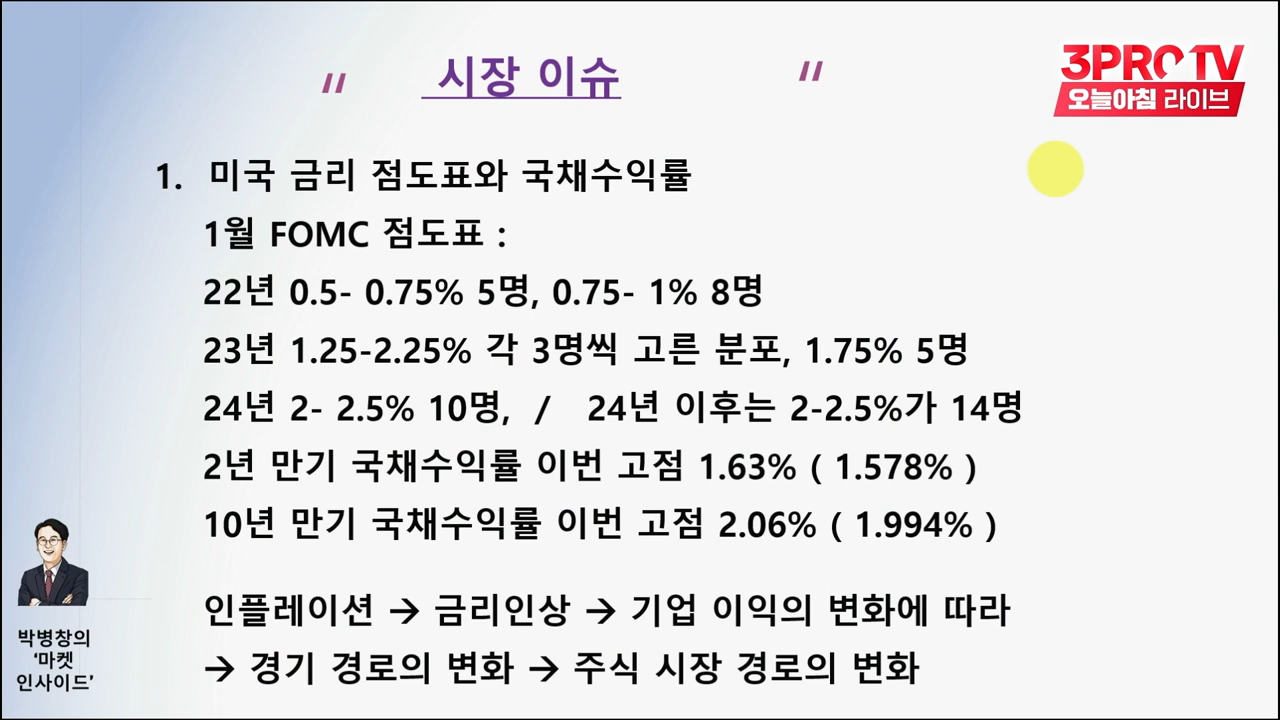 〃 시장 이슈 〃
3PRO TV
오늘아침 라이브
1. 미국 금리 점도표와 국채수익률
1월 FOMC 점도표 :
22년 0.5- 0.75% 5명, 0.75- 1% 8명
23년 1.25-2.25% 각 3명씩 고른 분포, 1.75% 5명
24년 2- 2.5% 10명, / 24년 이후는 2-2.5%가 14명
2년 만기 국채수익률 이번 고점 1.63% ( 1.578% )
10년 만기 국채수익률 이번 고점 2.06% ( 1.994% )
인플레이션 → 금리인상 → 기업 이익의 변화에 따라
→ 경기 경로의 변화 → 주식 시장 경로의 변화
박병창의
‘마켓
인사이드’